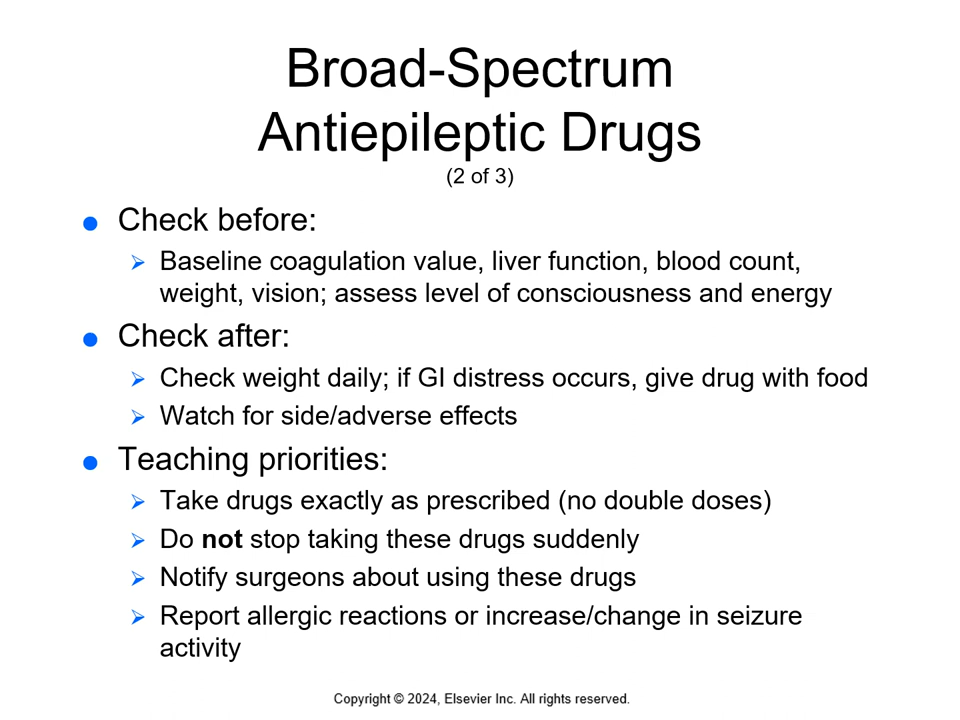 Broad-Spectrum
Antiepileptic Drugs
(2 of 3)
Check before:
Baseline coagulation value, liver function, blood count,
weight, vision; assess level of consciousness and energy
Check after:
Check weight daily; if GI distress occurs, give drug with food
Watch for side/adverse effects
Teaching priorities:
Take drugs exactly as prescribed (no double doses)
Do not stop taking these drugs suddenly
Notify surgeons about using these drugs
Report allergic reactions or increase/change in seizure
activity
Copyright © 2024, Elsevier Inc. All rights reserved.